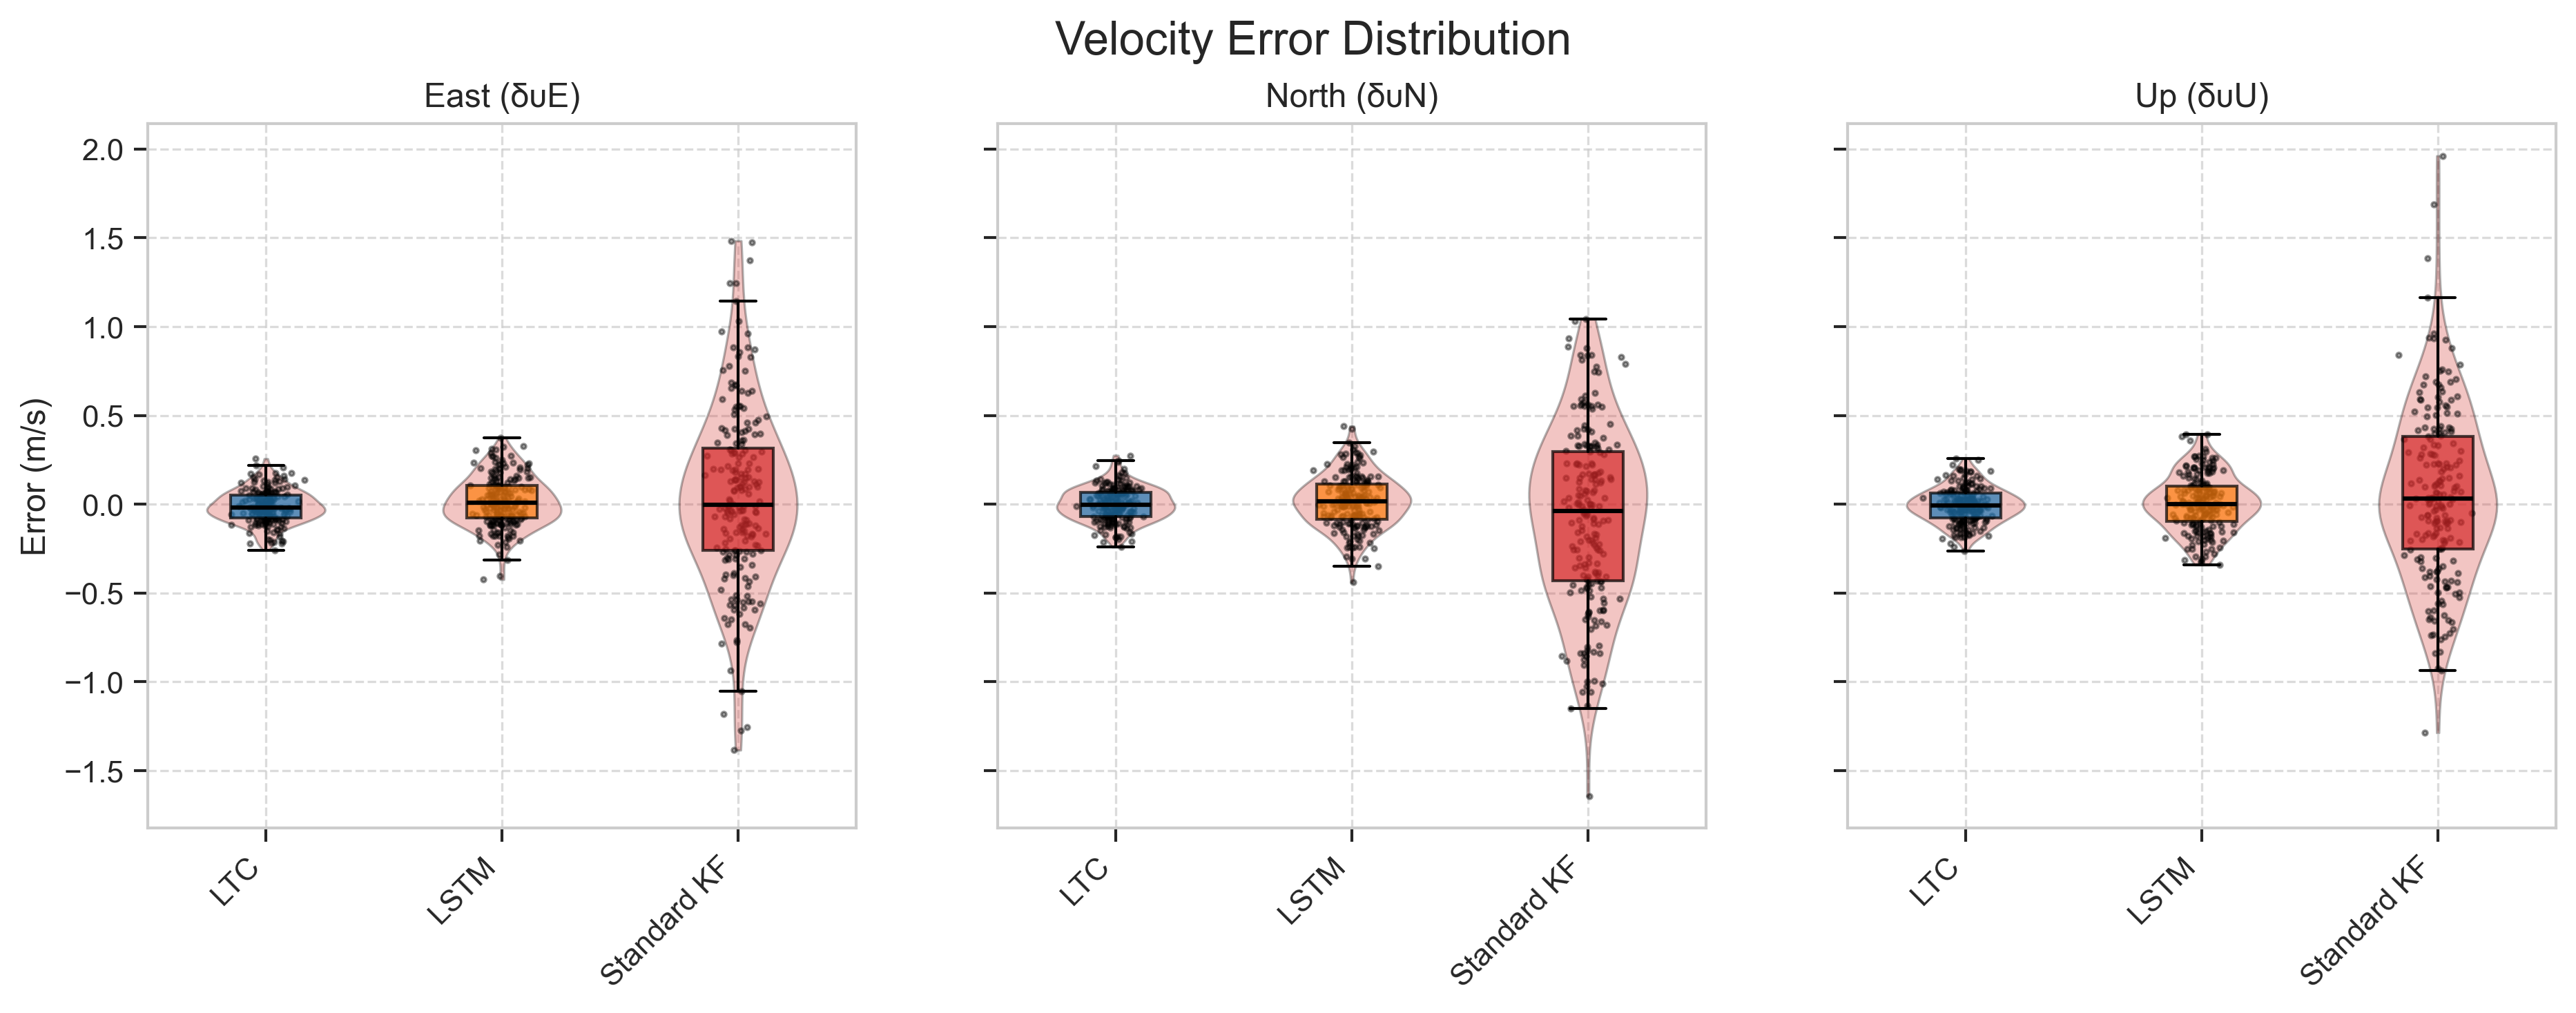 Velocity Error Distribution
East (δυE)
North (δυN)
Up (δυU)
Error (m/s)
2.0
1.5
1.0
0.5
0.0
−0.5
−1.0
−1.5
LTC
LSTM
Standard KF
LTC
LSTM
Standard KF
LTC
LSTM
Standard KF